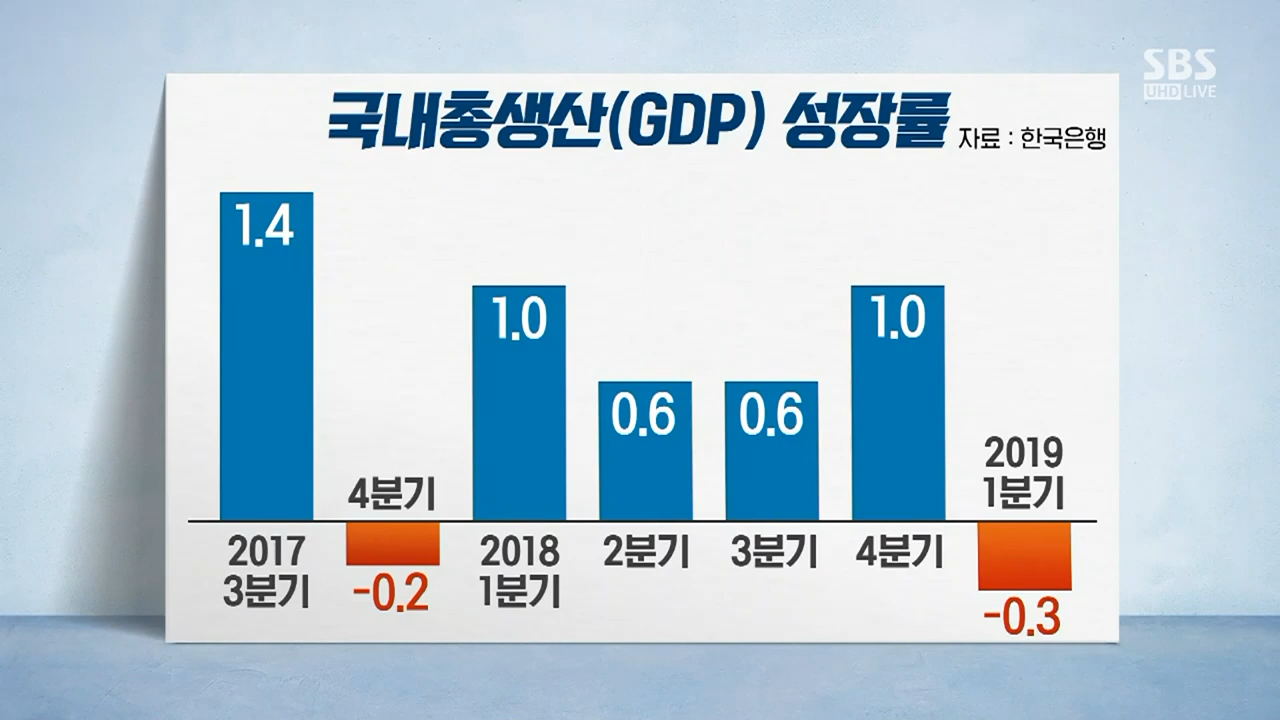 SBS
UHD LIVE
국내총생산(GDP) 성장률
자료 : 한국은행
1.4
2017
3분기
4분기
-0.2
1.0
2018
1분기
0.6
2분기
0.6
3분기
1.0
4분기
2019
1분기
-0.3